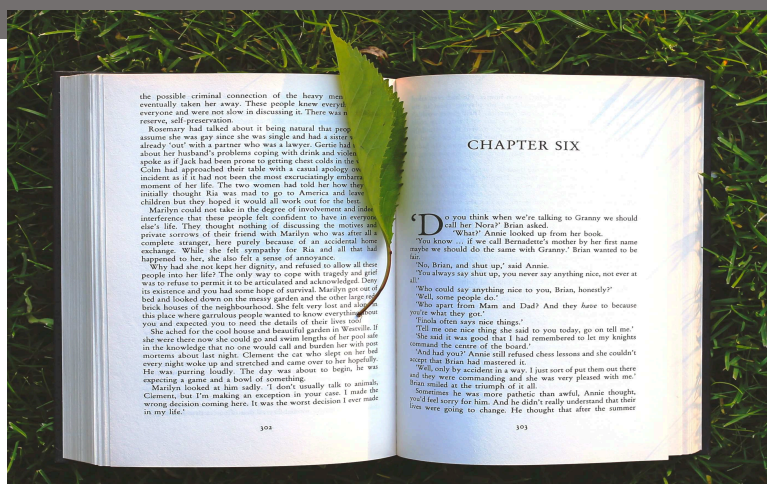 the possible criminal connection of the heavy
eventually taken her away. These people knew
everyone and were not slow in discussing it. There was
reserve, self-preservation.
Rosemary had talked about it being natural that
assume she was gay since she was single and had a sister
already 'out' with a partner who was a lawyer. Gertie had
about her husband's problems coping with drink and
spoke as if Jack had been prone to getting chest colds in the
Colm had approached their table with a casual apology
incident as if it had not been the most excruciatingly
moment of her life. The two women had told her how they
initially thought Ria was mad to go to America and leave
children but they hoped it would all work out for the best.
Marilyn could not take in the degree of involvement and indeed
interference that these people felt confident to have in everyone
else's life. They thought nothing of discussing the motives and
private sorrows of their friend with Marilyn who was after all a
complete stranger, here purely because of an accidental home
exchange. While she felt sympathy for Ria and all that had
happened to her, she also felt a sense of annoyance.
Why had she not kept her dignity, and refused to allow all these
people into her life? The only way to cope with tragedy and grief
was to refuse to permit it to be articulated and acknowledged. Deny
its existence and you had some hope of survival. Marilyn got out of
bed and looked down on the messy garden and the other large red
brick houses of the neighbourhood. She felt very lost and alone in
this place where garrulous people wanted to know everything about
you and expected you to need the details of their lives too.
She ached for the cool house and beautiful garden in Westville. If
she were there now she could go and swim lengths of her pool safe
in the knowledge that no one would call and burden her with post
mortems about last night. Clement the cat who slept on her bed
every night woke up and stretched and came over to her hopefully.
He was purring loudly. The day was about to begin, he was
expecting a game and a bowl of something.
Marilyn looked at him sadly. 'I don't usually talk to animals,
Clement, but I'm making an exception in your case. I made the
wrong decision coming here. It was the worst decision I ever made
in my life.'
302
CHAPTER SIX
'Do you think when we're talking to Granny we should
call her Nora?' Brian asked.
'What?' Annie looked up from her book.
'You know ... if we call Bernadette's mother by her first name
maybe we should do the same with Granny.' Brian wanted to be
fair.
'No, Brian, and shut up,' said Annie.
'You always say shut up, you never say anything nice, not ever at
all.'
'Who could say anything nice to you, Brian, honestly?'
'Well, some people do.'
'Who apart from Mam and Dad? And they have to because
you're what they got.'
'Finola often says nice things.'
'Tell me one nice thing she said to you today, go on tell me.'
'She said it was good that I had remembered to let my knights
command the centre of the board.'
'And had you?' Annie still refused chess lessons and she couldn't
accept that Brian had mastered it.
'Well, only by accident in a way. I just sort of put them out there
and they were commanding and she was very pleased with me.'
Brian smiled at the triumph of it all.
Sometimes he was more pathetic than awful, Annie thought,
you'd feel sorry for him. And he didn't really understand that their
lives were going to change. He thought that after the summer
303